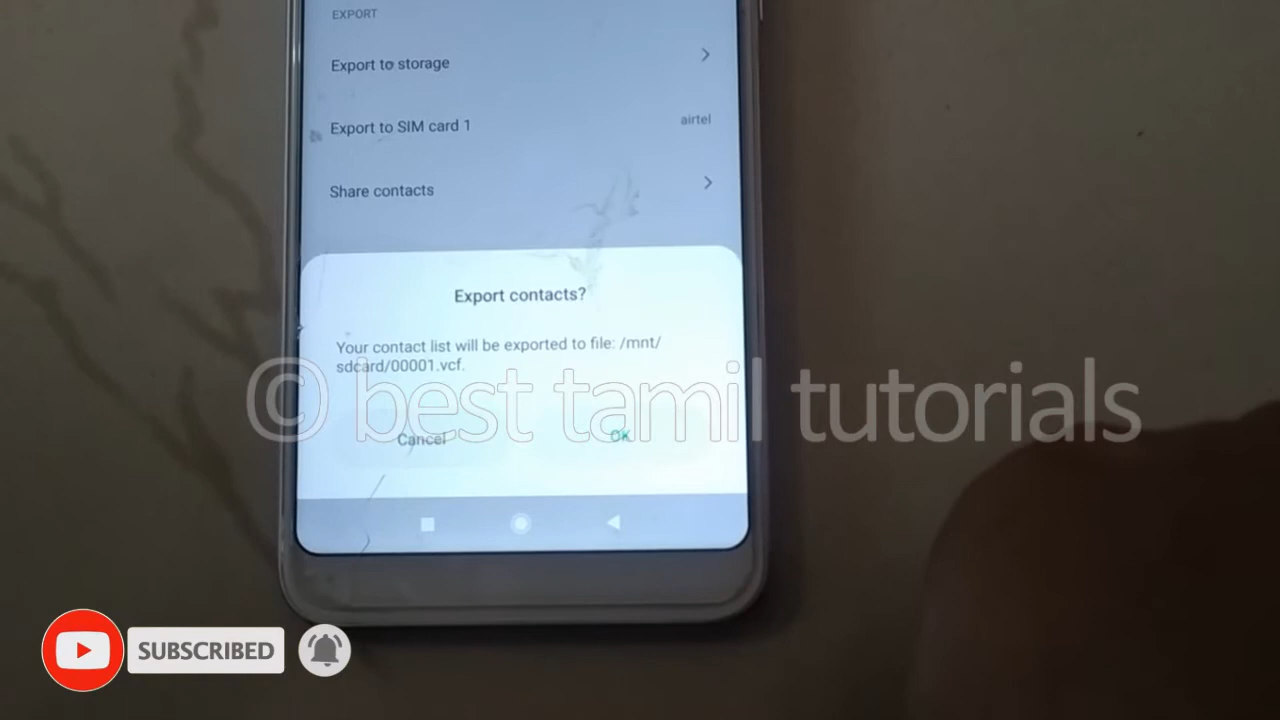 EXPORT
Export to storage
Export to SIM card 1 airtel
Share contacts
Export contacts?
Your contact list will be exported to file: /mnt/
sdcard/00001.vcf.
© best tamil tutorials
Cancel OK
SUBSCRIBED